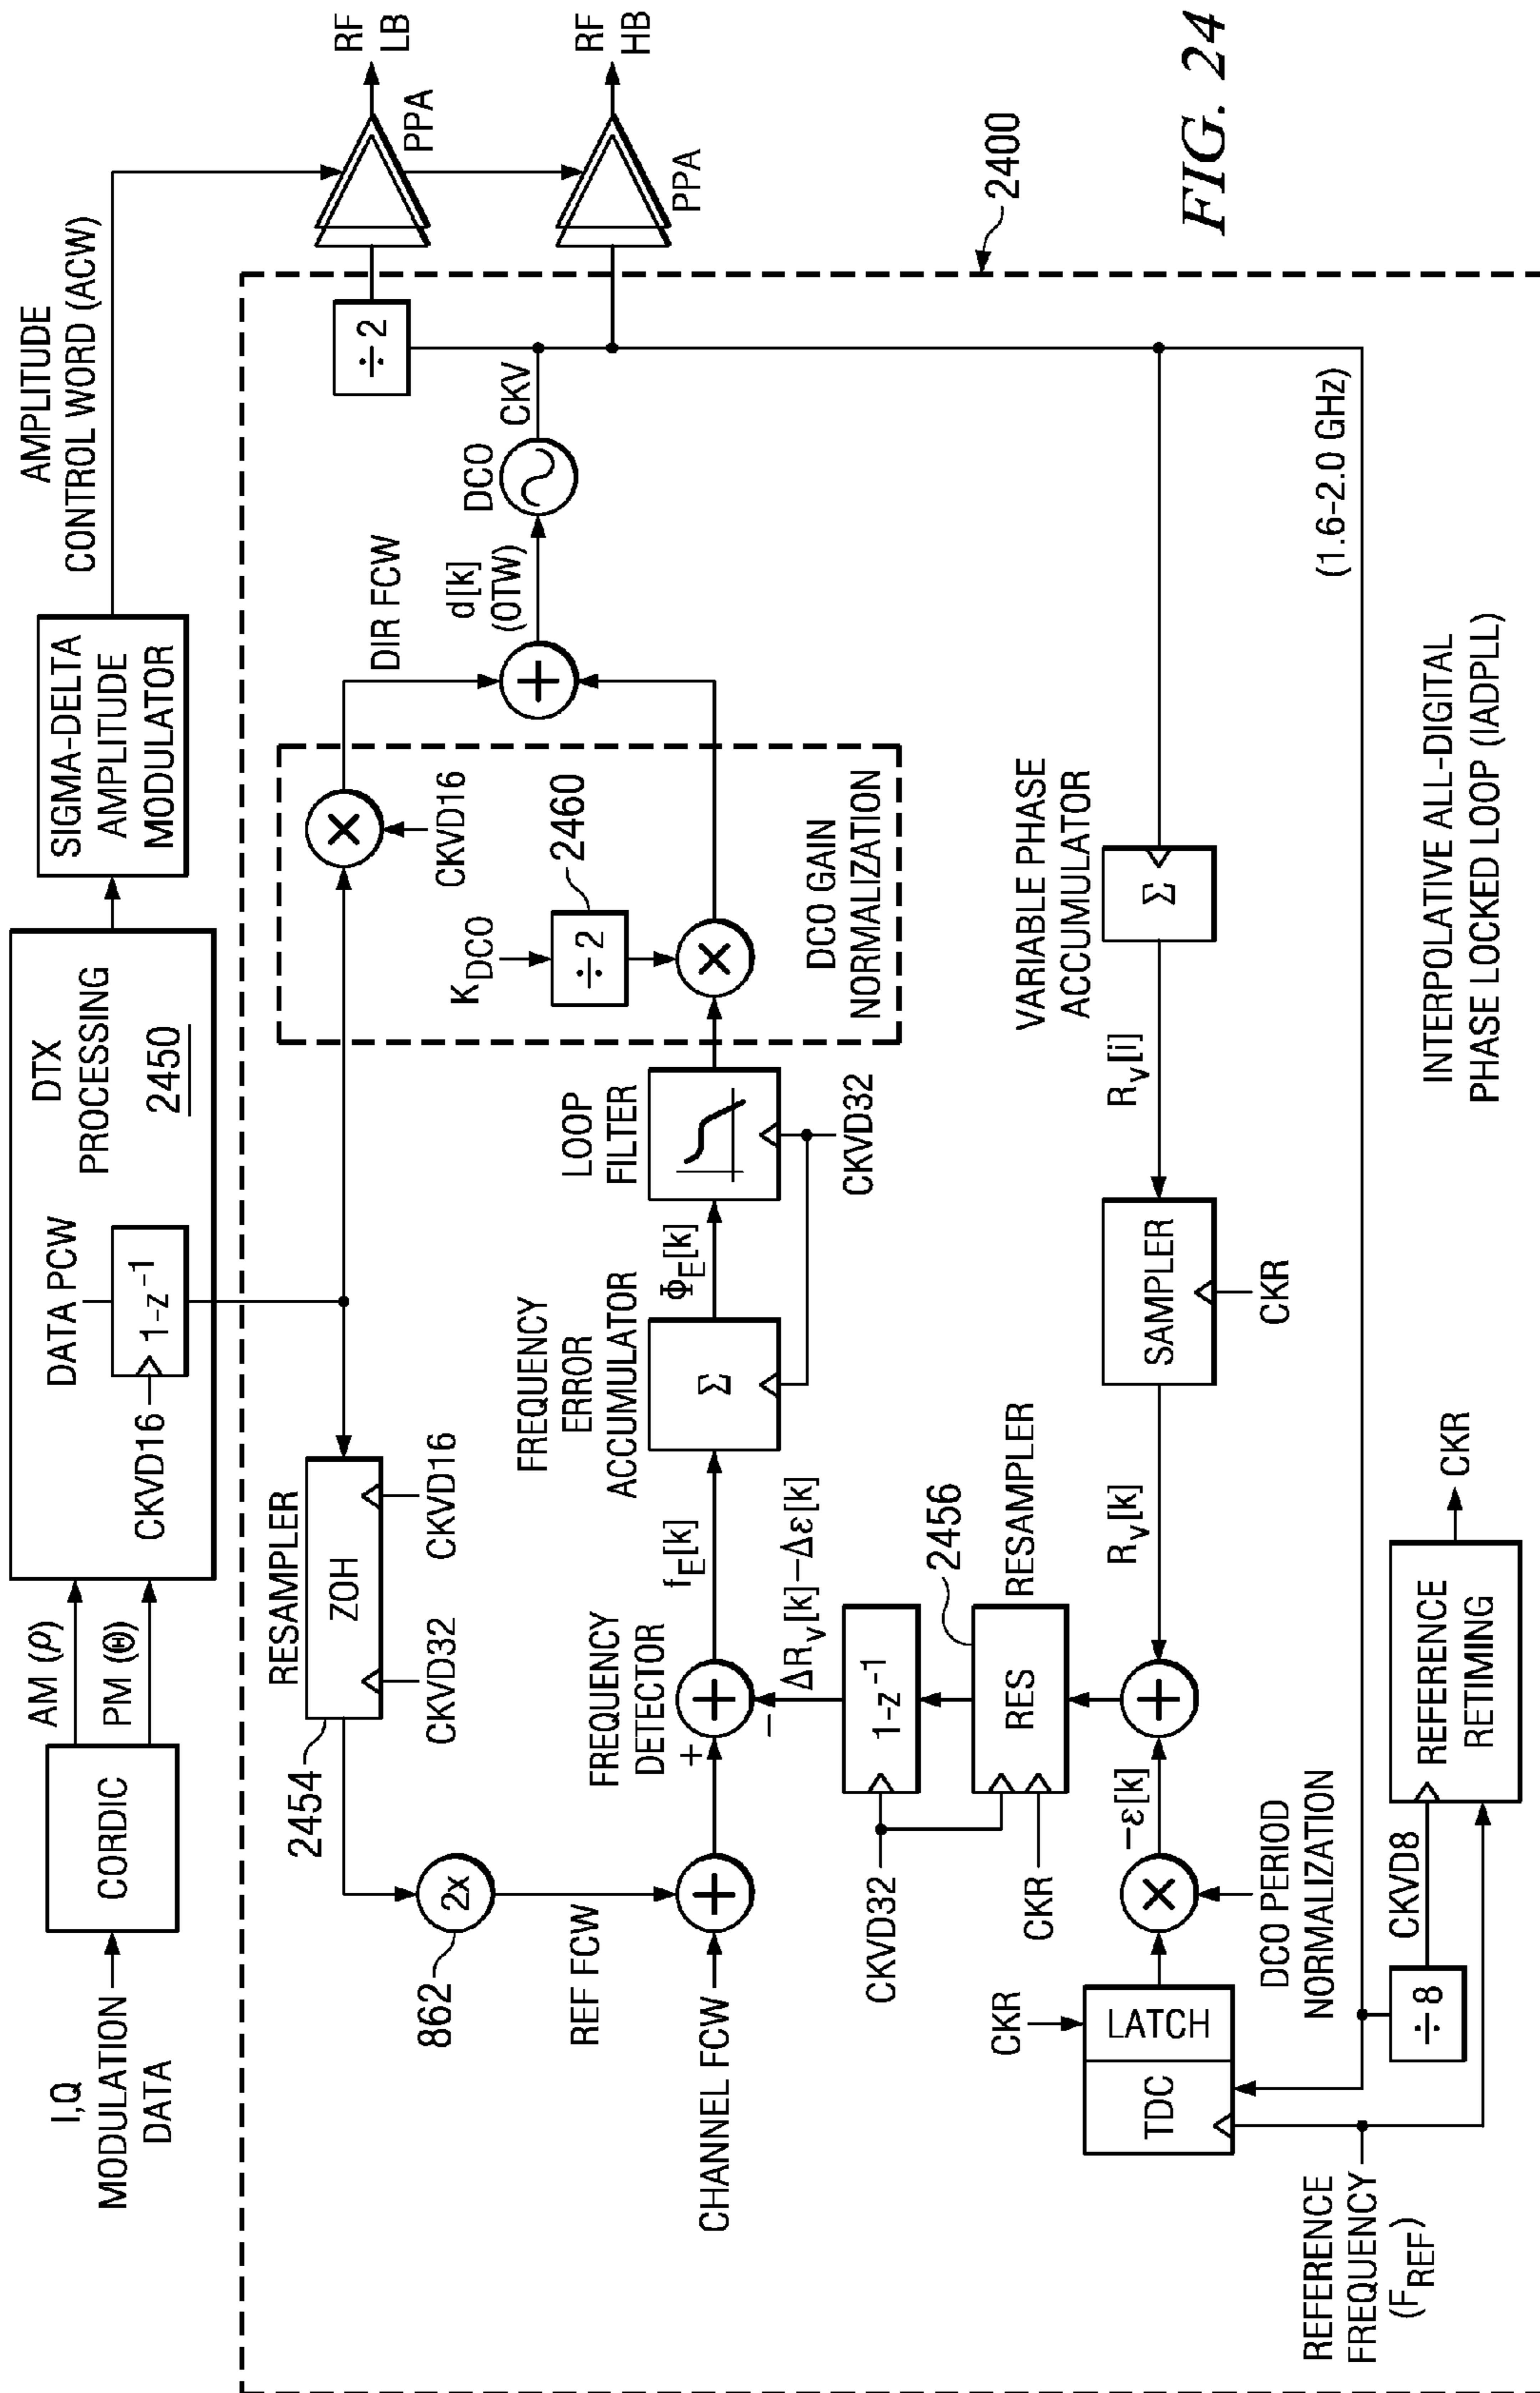 I,Q
MODULATION
DATA
CORDIC
AM (ρ)
PM (Θ)
DTX
PROCESSING
2450
DATA PCW
1-z⁻¹
CKVD16
SIGMA-DELTA
AMPLITUDE
MODULATOR
AMPLITUDE
CONTROL WORD (ACW)
RF
LB
PPA
RF
HB
PPA
÷2
2454
RESAMPLER
ZOH
CKVD32
CKVD16
862
2x
REF FCW
CHANNEL FCW
+
FREQUENCY
DETECTOR
+
+
-
f_E[k]
FREQUENCY
ERROR
ACCUMULATOR
Σ
Φ_E[k]
LOOP
FILTER
CKVD32
K_DCO
÷2
2460
×
×
CKVD16
DCO GAIN
NORMALIZATION
DIR FCW
+
d[k]
(OTW)
DCO
CKV
2400
ΔR_v[k]–Δε[k]
1-z⁻¹
2456
RES
RESAMPLER
CKVD32
CKR
CKR
TDC
LATCH
×
-ε[k]
+
DCO PERIOD
NORMALIZATION
R_v[k]
SAMPLER
CKR
R_v[i]
VARIABLE PHASE
ACCUMULATOR
Σ
(1.6-2.0 GHz)
REFERENCE
FREQUENCY
(F_REF)
÷8
CKVD8
REFERENCE
RETIMING
CKR
INTERPOLATIVE ALL-DIGITAL
PHASE LOCKED LOOP (IADPLL)
FIG. 24